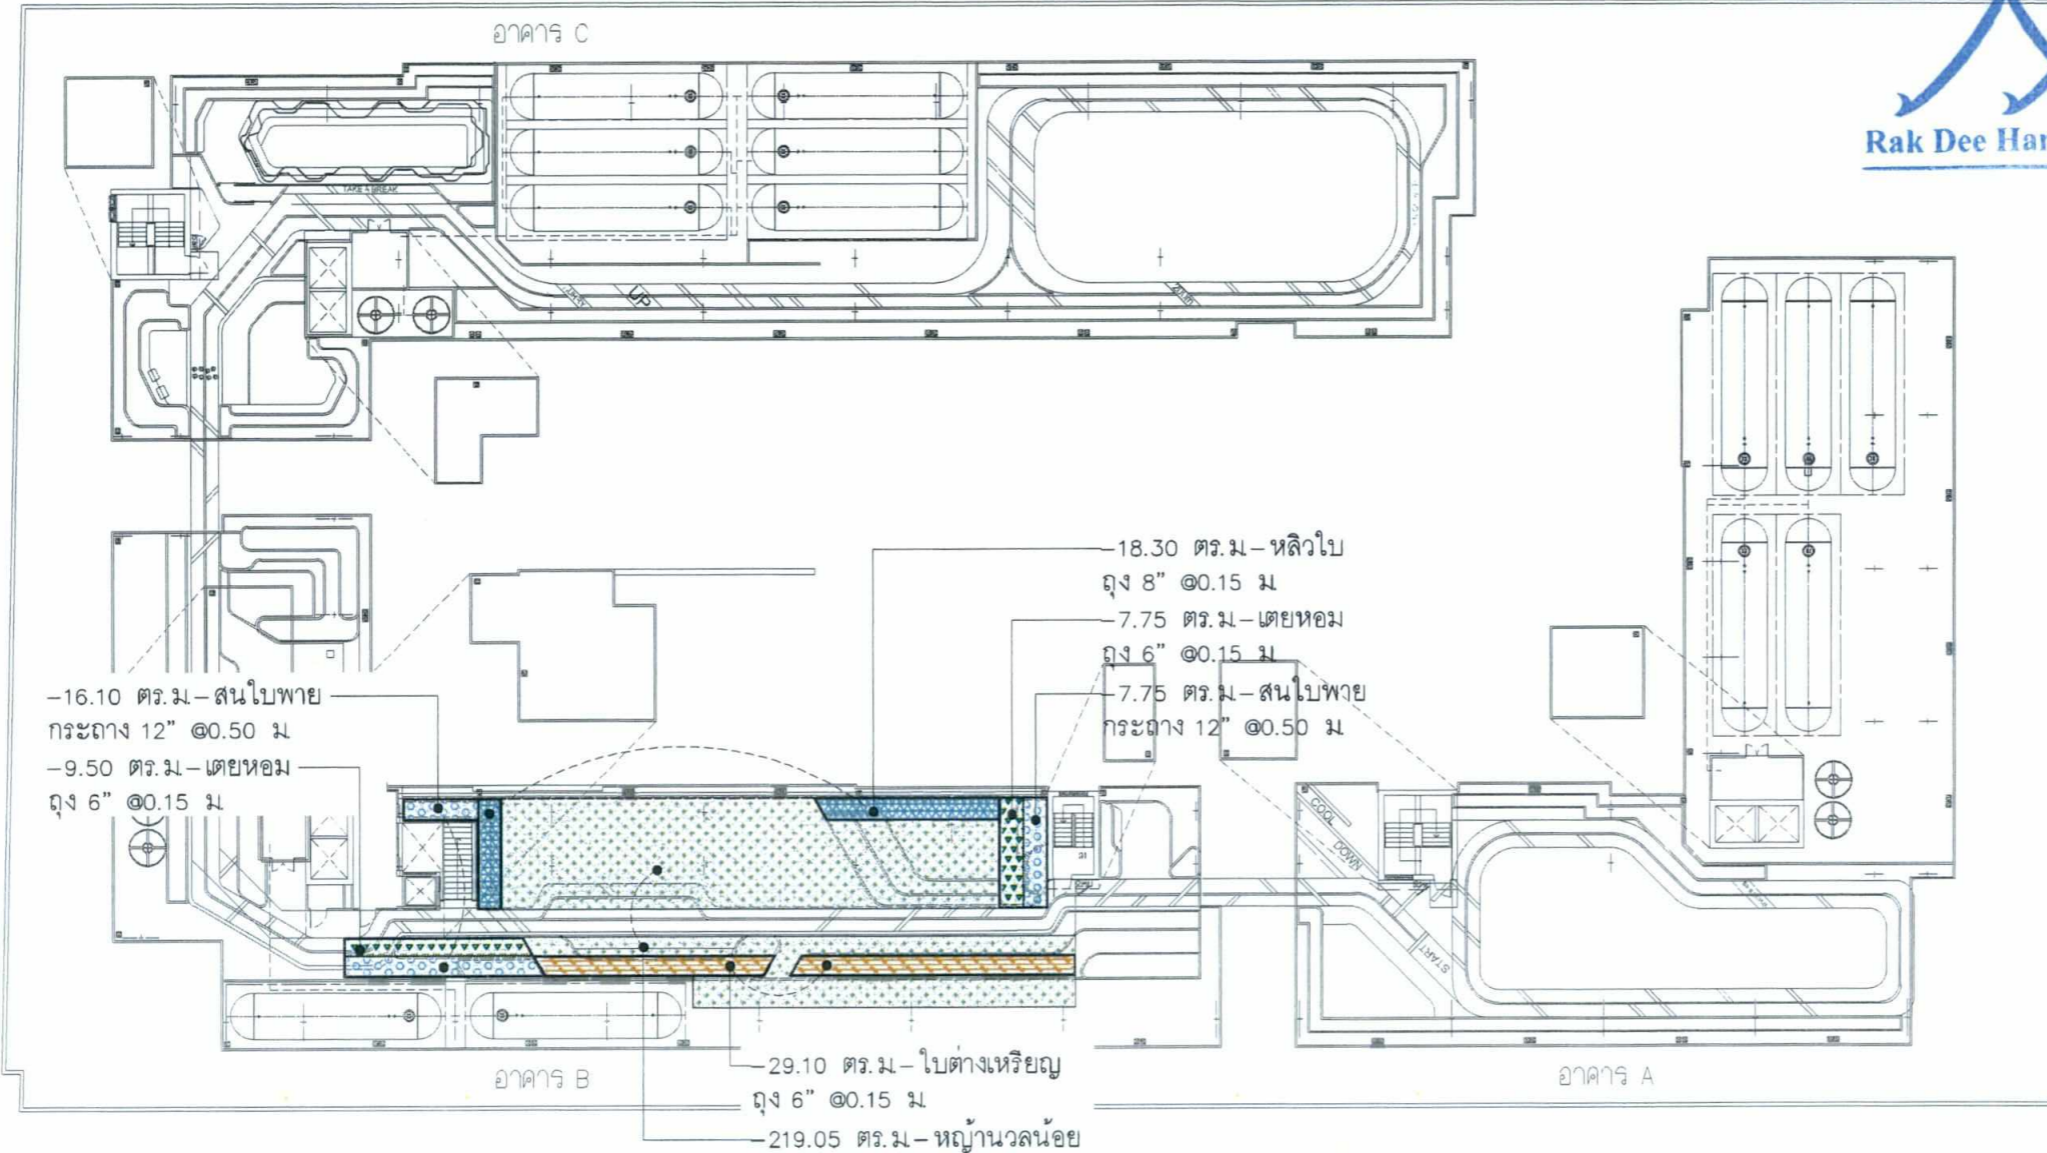 อาคาร C
Rak Dee
TAKE A BREAK
UP
-18.30 ตร.ม-หลิวใบ
ถุง 8" @0.15 ม
-7.75 ตร.ม-เตยหอม
ถุง 6" @0.15 ม
-7.75 ตร.ม-สนใบพาย
กระถาง 12" @0.50 ม
-16.10 ตร.ม-สนใบพาย
กระถาง 12" @0.50 ม
-9.50 ตร.ม-เตยหอม
ถุง 6" @0.15 ม
COOL DOWN
START
-29.10 ตร.ม-ใบต่างเหรียญ
ถุง 6" @0.15 ม
-219.05 ตร.ม-หญ้านวลน้อย
อาคาร B
อาคาร A